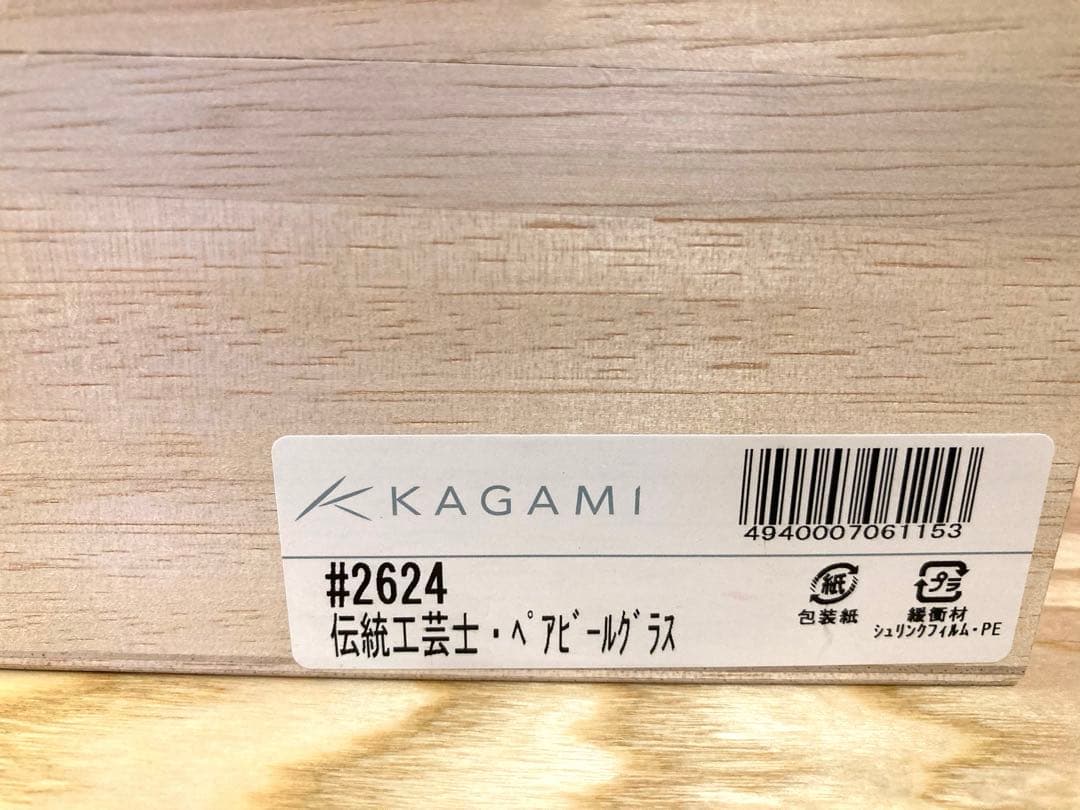 KAGAMI
4940007061153
#2624
伝統工芸士・ﾍﾟｱﾋﾞｰﾙｸﾞﾗｽ
紙
包装紙
プラ
緩衝材
シュリンクフィルム・PE